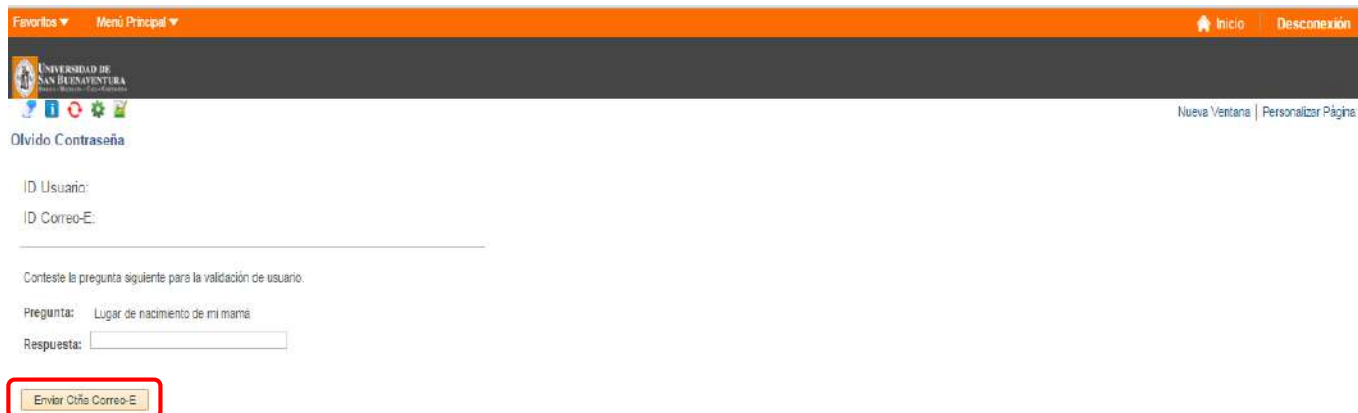 Favoritos Menú Principal Inicio Desconexión
UNIVERSIDAD DE
SAN BUENAVENTURA
Nueva Ventana | Personalizar Página
Olvido Contraseña
ID Usuario:
ID Correo-E:
Conteste la pregunta siguiente para la validación de usuario.
Pregunta: Lugar de nacimiento de mi mamá
Respuesta:
Enviar Ctñs Correo-E